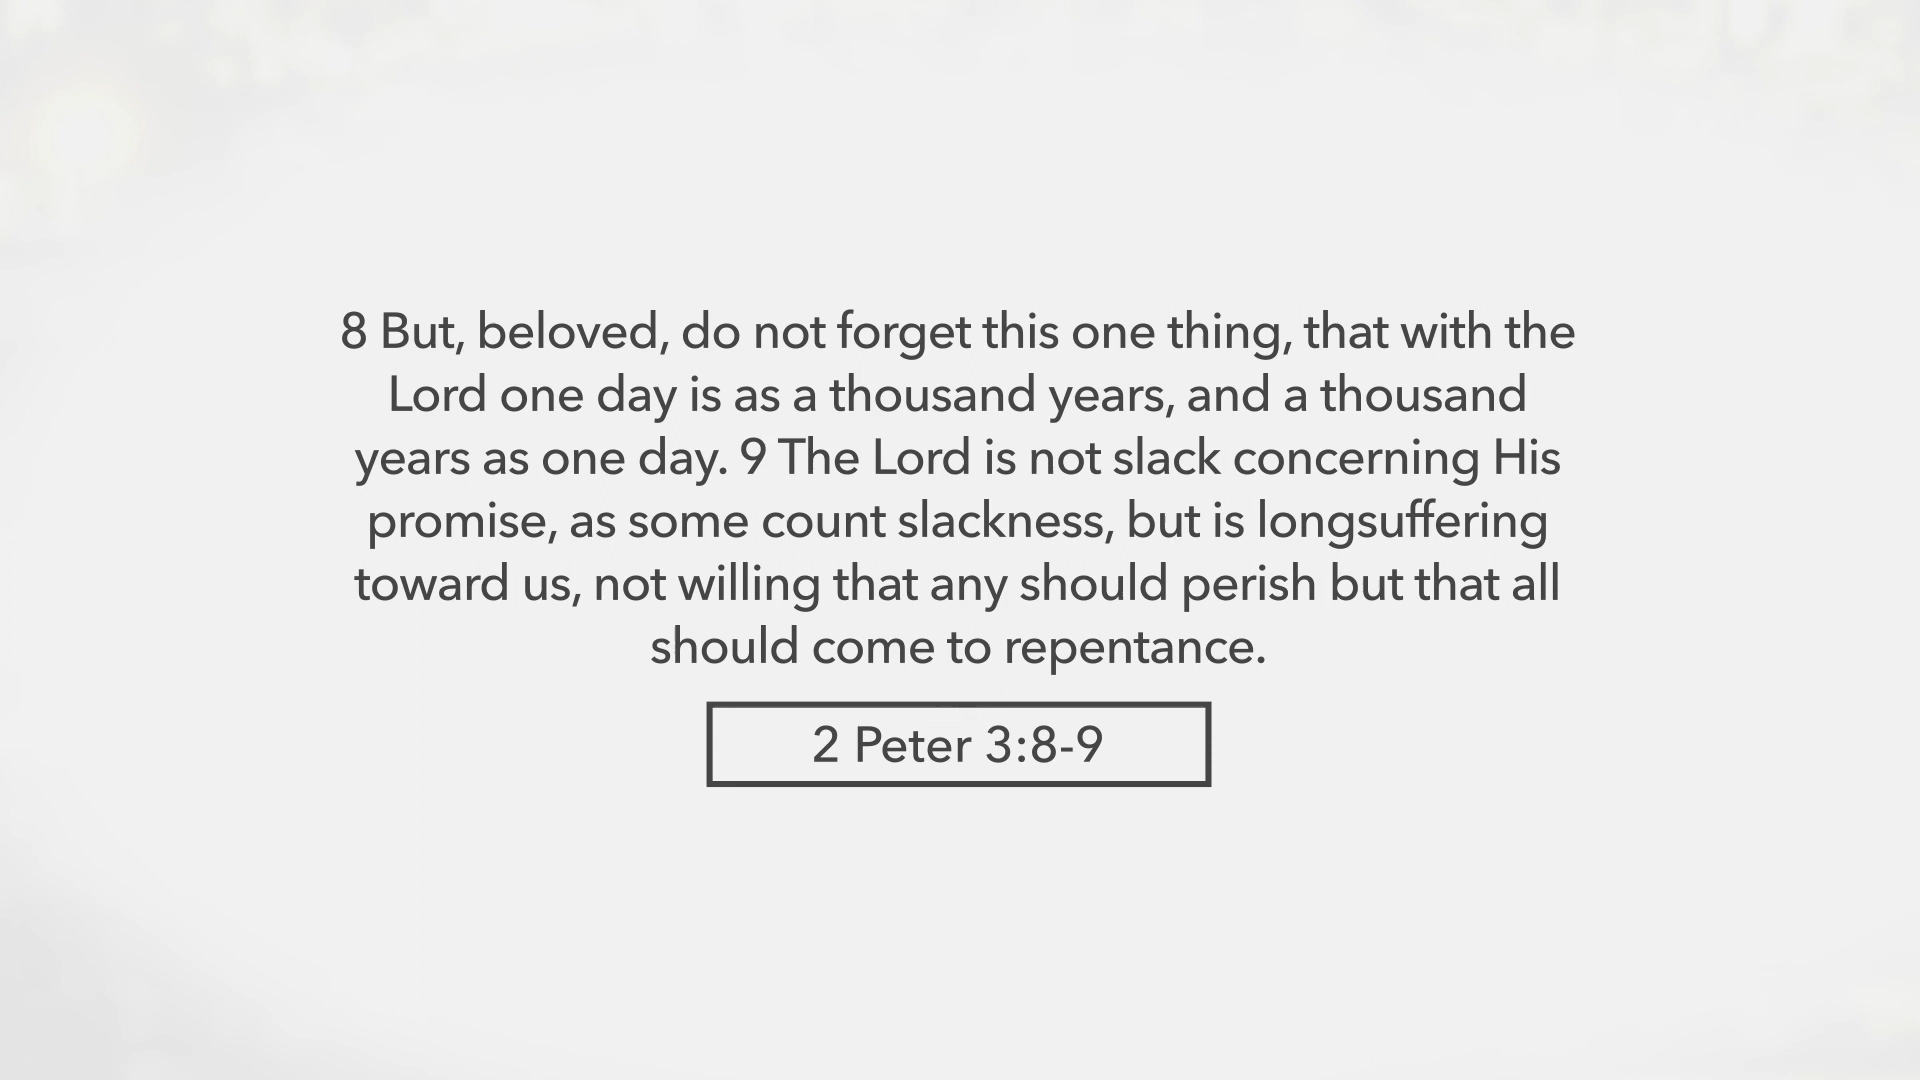 8 But, beloved, do not forget this one thing, that with the
Lord one day is as a thousand years, and a thousand
years as one day. 9 The Lord is not slack concerning His
promise, as some count slackness, but is longsuffering
toward us, not willing that any should perish but that all
should come to repentance.
2 Peter 3:8-9